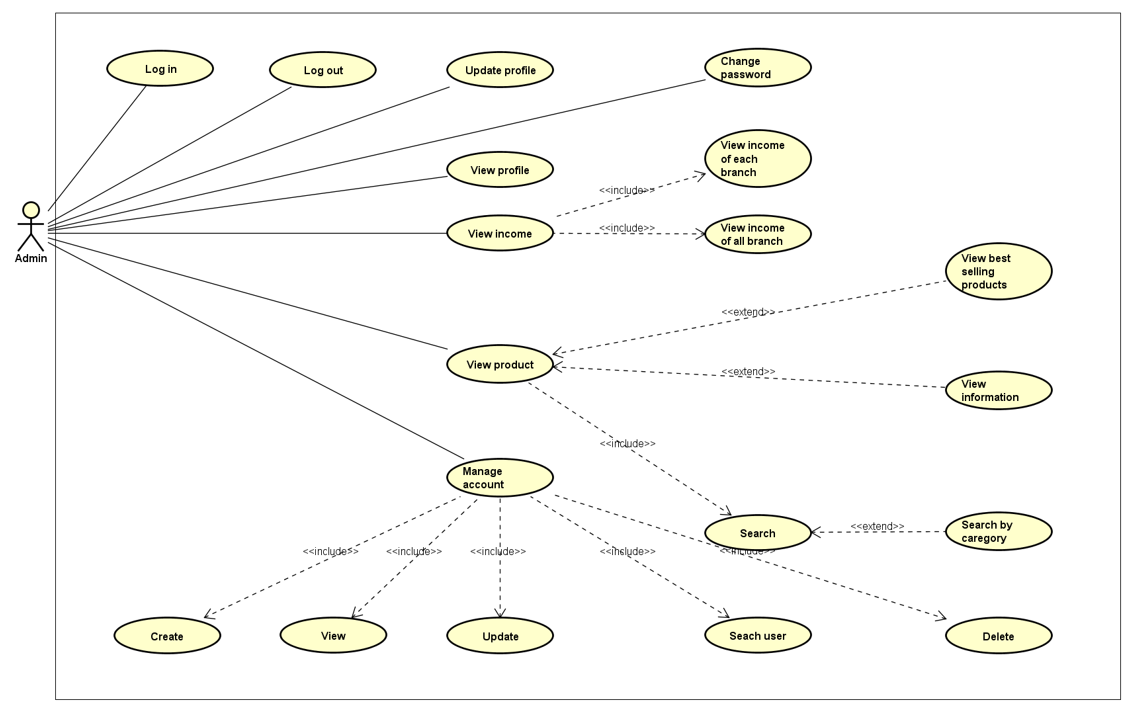 Log in
Log out
Update profile
Change
password
View income
of each
branch
View profile
<<include>>
View income
<<include>>
View income
of all branch
Admin
View best
selling
products
<<extend>>
View product
<<extend>>
View
information
<<include>>
Manage
account
Search
<<extend>>
Search by
caregory
<<include>>
<<include>>
<<include>>
<<include>>
<<include>>
Create
View
Update
Seach user
Delete